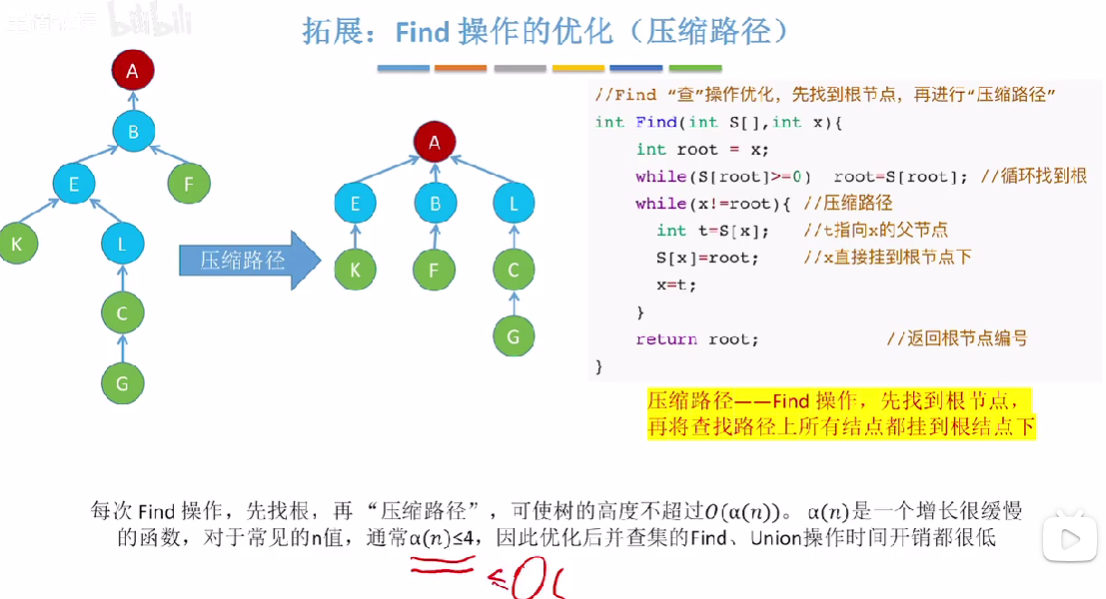 bilibili
拓展：Find 操作的优化（压缩路径）
A
B
E
F
K
L
C
G
压缩路径
A
E
B
L
K
F
C
G
//Find “查”操作优化，先找到根节点，再进行“压缩路径”
int Find(int S[],int x){
int root = x;
while(S[root]>=0) root=S[root]; //循环找到根
while(x!=root){ //压缩路径
int t=S[x]; //t指向x的父节点
S[x]=root; //x直接挂到根节点下
x=t;
}
return root; //返回根节点编号
}
压缩路径——Find 操作，先找到根节点，
再将查找路径上所有结点都挂到根结点下
每次 Find 操作，先找根，再“压缩路径”，可使树的高度不超过O(α(n))。α(n)是一个增长很缓慢
的函数，对于常见的n值，通常α(n)≤4，因此优化后并查集的Find、Union操作时间开销都很低
≤O(